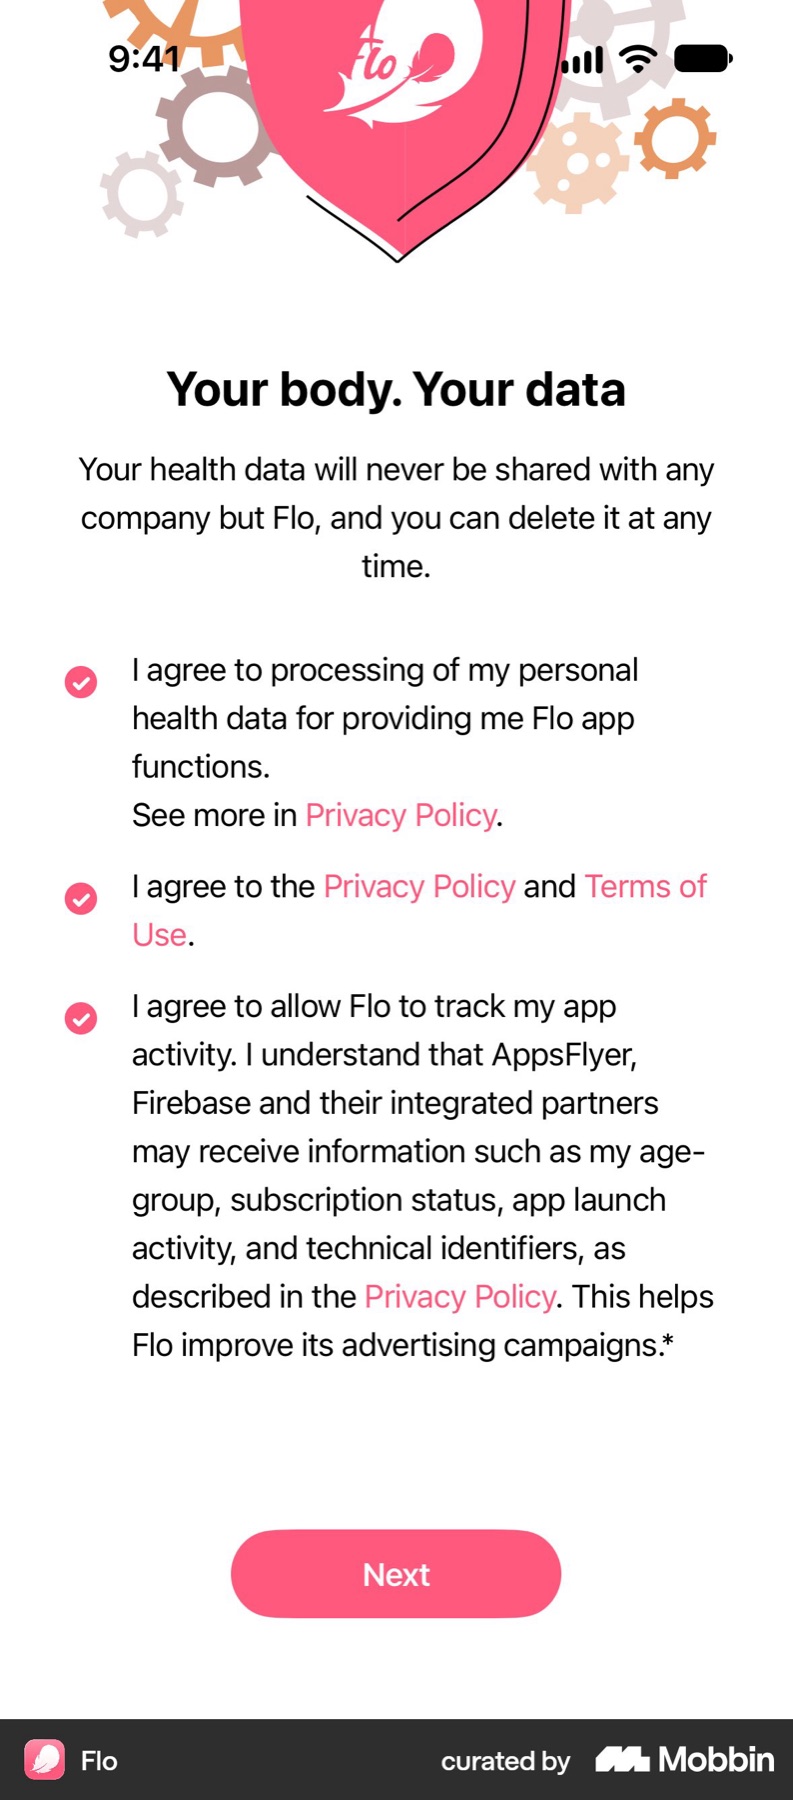 9:41
Flo
Your body. Your data
Your health data will never be shared with any
company but Flo, and you can delete it at any
time.
I agree to processing of my personal
health data for providing me Flo app
functions.
See more in Privacy Policy.
I agree to the Privacy Policy and Terms of
Use.
I agree to allow Flo to track my app
activity. I understand that AppsFlyer,
Firebase and their integrated partners
may receive information such as my age-
group, subscription status, app launch
activity, and technical identifiers, as
described in the Privacy Policy. This helps
Flo improve its advertising campaigns.*
Next
Flo curated by Mobbin